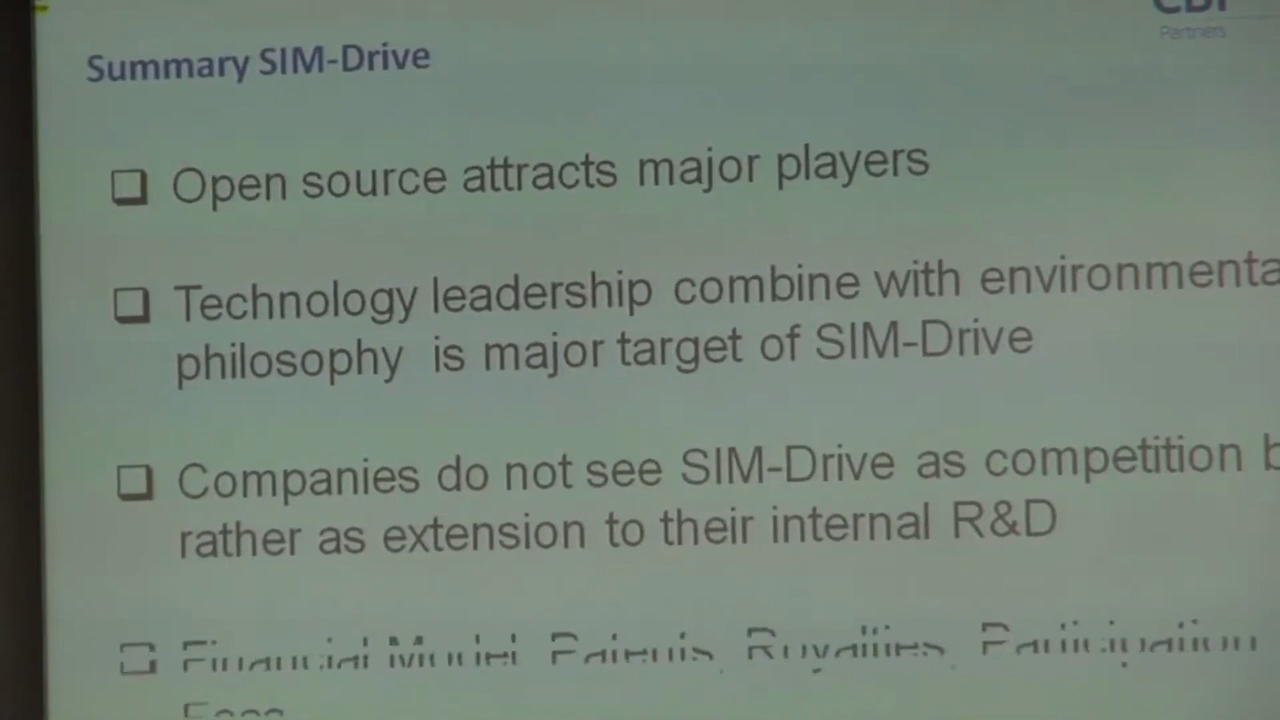 Partners
Summary SIM-Drive
❑ Open source attracts major players
❑ Technology leadership combine with environmenta
philosophy is major target of SIM-Drive
❑ Companies do not see SIM-Drive as competition b
rather as extension to their internal R&D
❑ Financial Model Patents, Royalties, Participation